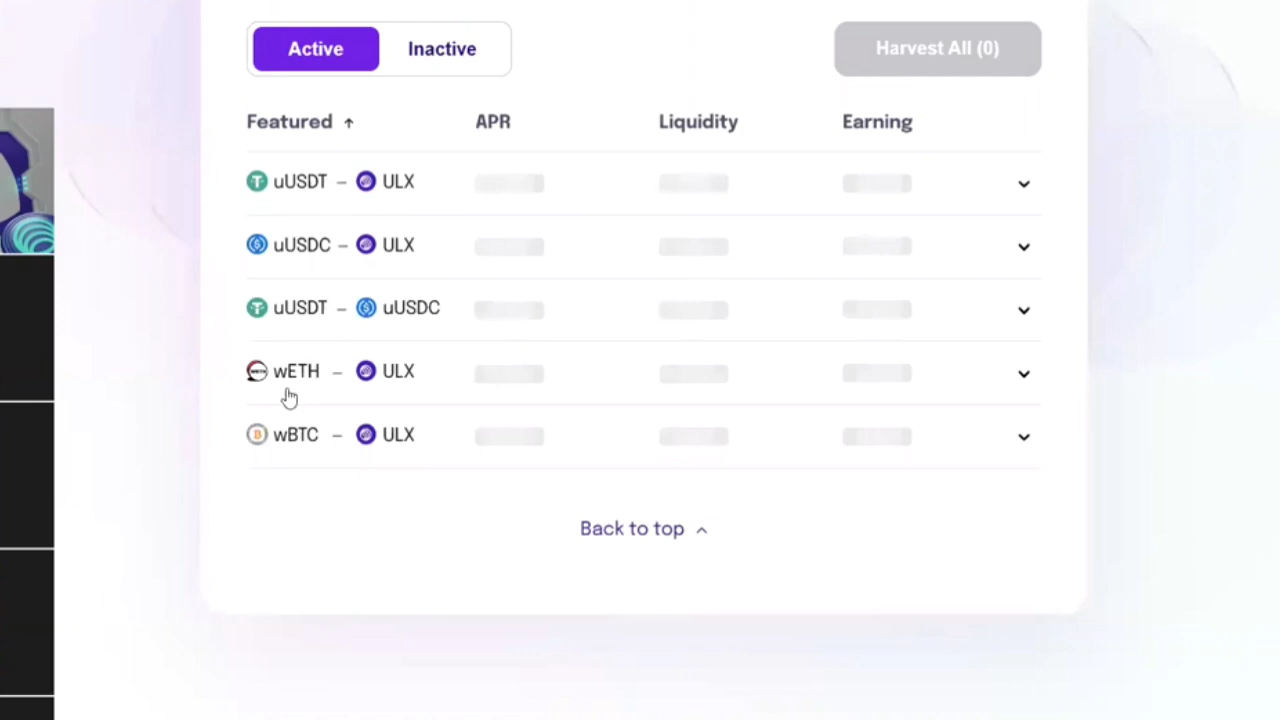 Active Inactive Harvest All (0)
Featured ↑ APR Liquidity Earning
uUSDT – ULX
uUSDC – ULX
uUSDT – uUSDC
wETH – ULX
wBTC – ULX
Back to top